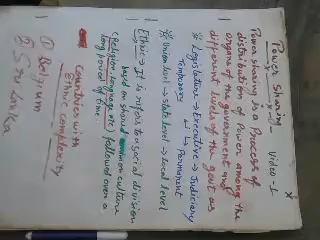 Power Sharing
Video - 1
Power sharing is a Process of
distribution of Power among the
organs of the government and
different levels of the govt.
* Legislature → Executive → Judiciary
Temporary ← ↓ → Permanent
* Union level → State level → Local level
Ethnic → It is refers to a social division
based on shared common culture
(Religion, language, etc) followed over a
long period of time.
Countries with
Ethnic complexity
① Belgium
② Sri Lanka